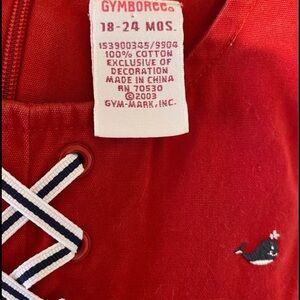 GYMBOREE®
18-24 MOS.
153900345/9904
100% COTTON
EXCLUSIVE OF
DECORATION
MADE IN CHINA
RN 70530
©2003
GYM-MARK, INC.